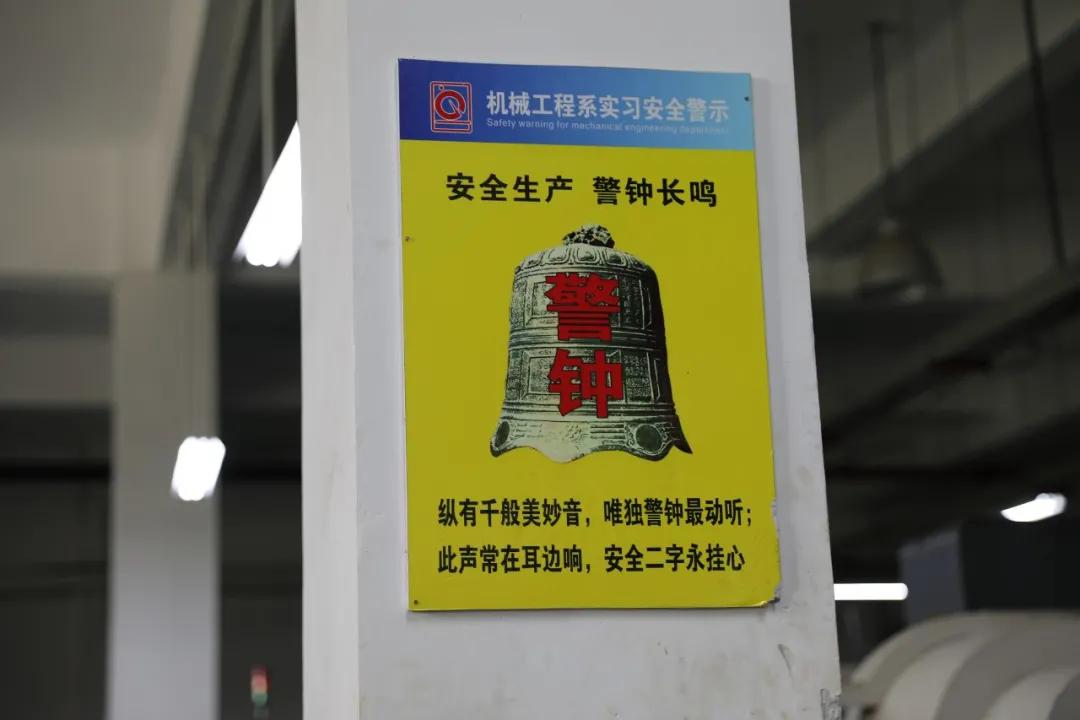 机械工程系实习安全警示
Safety warning for mechanical engineering department
安全生产 警钟长鸣
警
钟
纵有千般美妙音，唯独警钟最动听；
此声常在耳边响，安全二字永挂心